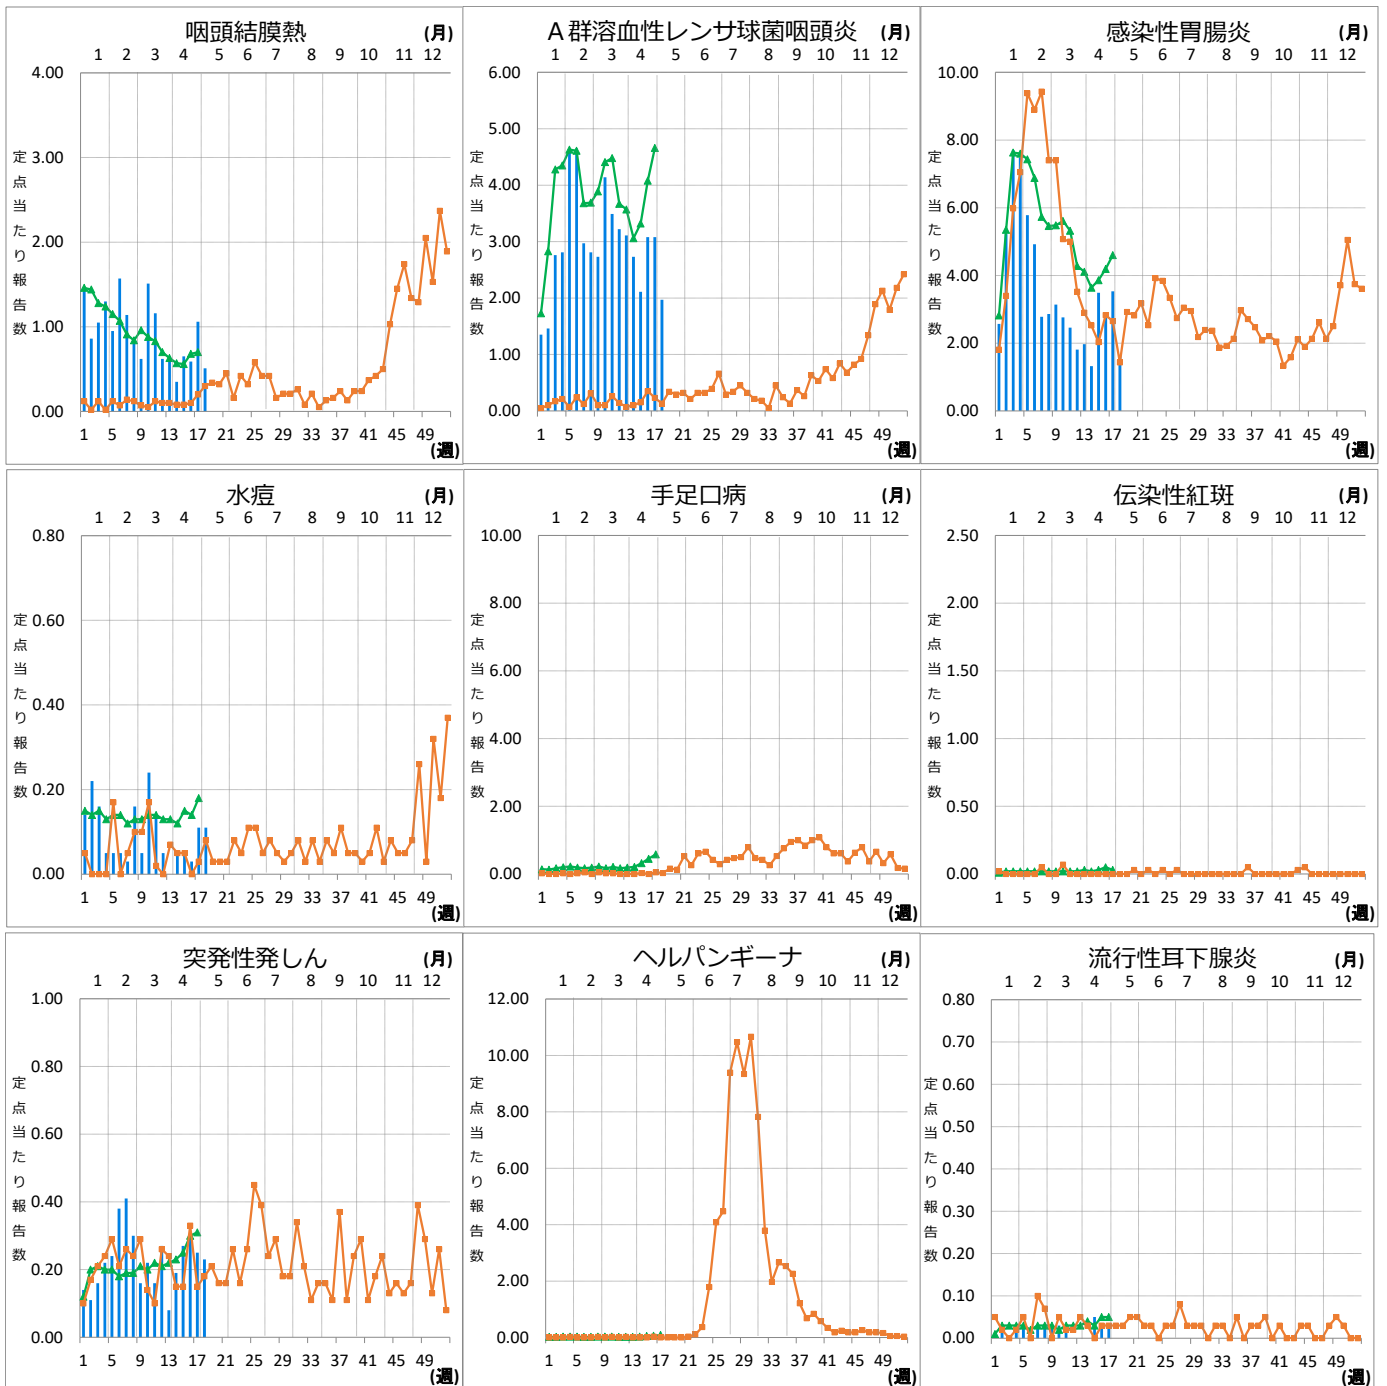 咽頭結膜熱
(月)
1 2 3 4 5 6 7 8 9 10 11 12
4.00
3.00
2.00
1.00
0.00
定点当たり報告数
1 5 9 13 17 21 25 29 33 37 41 45 49
(週)
A群溶血性レンサ球菌咽頭炎
(月)
1 2 3 4 5 6 7 8 9 10 11 12
6.00
5.00
4.00
3.00
2.00
1.00
0.00
定点当たり報告数
1 5 9 13 17 21 25 29 33 37 41 45 49
(週)
感染性胃腸炎
(月)
1 2 3 4 5 6 7 8 9 10 11 12
10.00
8.00
6.00
4.00
2.00
0.00
定点当たり報告数
1 5 9 13 17 21 25 29 33 37 41 45 49
(週)
水痘
(月)
1 2 3 4 5 6 7 8 9 10 11 12
0.80
0.60
0.40
0.20
0.00
定点当たり報告数
1 5 9 13 17 21 25 29 33 37 41 45 49
(週)
手足口病
(月)
1 2 3 4 5 6 7 8 9 10 11 12
10.00
8.00
6.00
4.00
2.00
0.00
定点当たり報告数
1 5 9 13 17 21 25 29 33 37 41 45 49
(週)
伝染性紅斑
(月)
1 2 3 4 5 6 7 8 9 10 11 12
2.50
2.00
1.50
1.00
0.50
0.00
定点当たり報告数
1 5 9 13 17 21 25 29 33 37 41 45 49
(週)
突発性発しん
(月)
1 2 3 4 5 6 7 8 9 10 11 12
1.00
0.80
0.60
0.40
0.20
0.00
定点当たり報告数
1 5 9 13 17 21 25 29 33 37 41 45 49
(週)
ヘルパンギーナ
(月)
1 2 3 4 5 6 7 8 9 10 11 12
12.00
10.00
8.00
6.00
4.00
2.00
0.00
定点当たり報告数
1 5 9 13 17 21 25 29 33 37 41 45 49
(週)
流行性耳下腺炎
(月)
1 2 3 4 5 6 7 8 9 10 11 12
0.80
0.70
0.60
0.50
0.40
0.30
0.20
0.10
0.00
定点当たり報告数
1 5 9 13 17 21 25 29 33 37 41 45 49
(週)